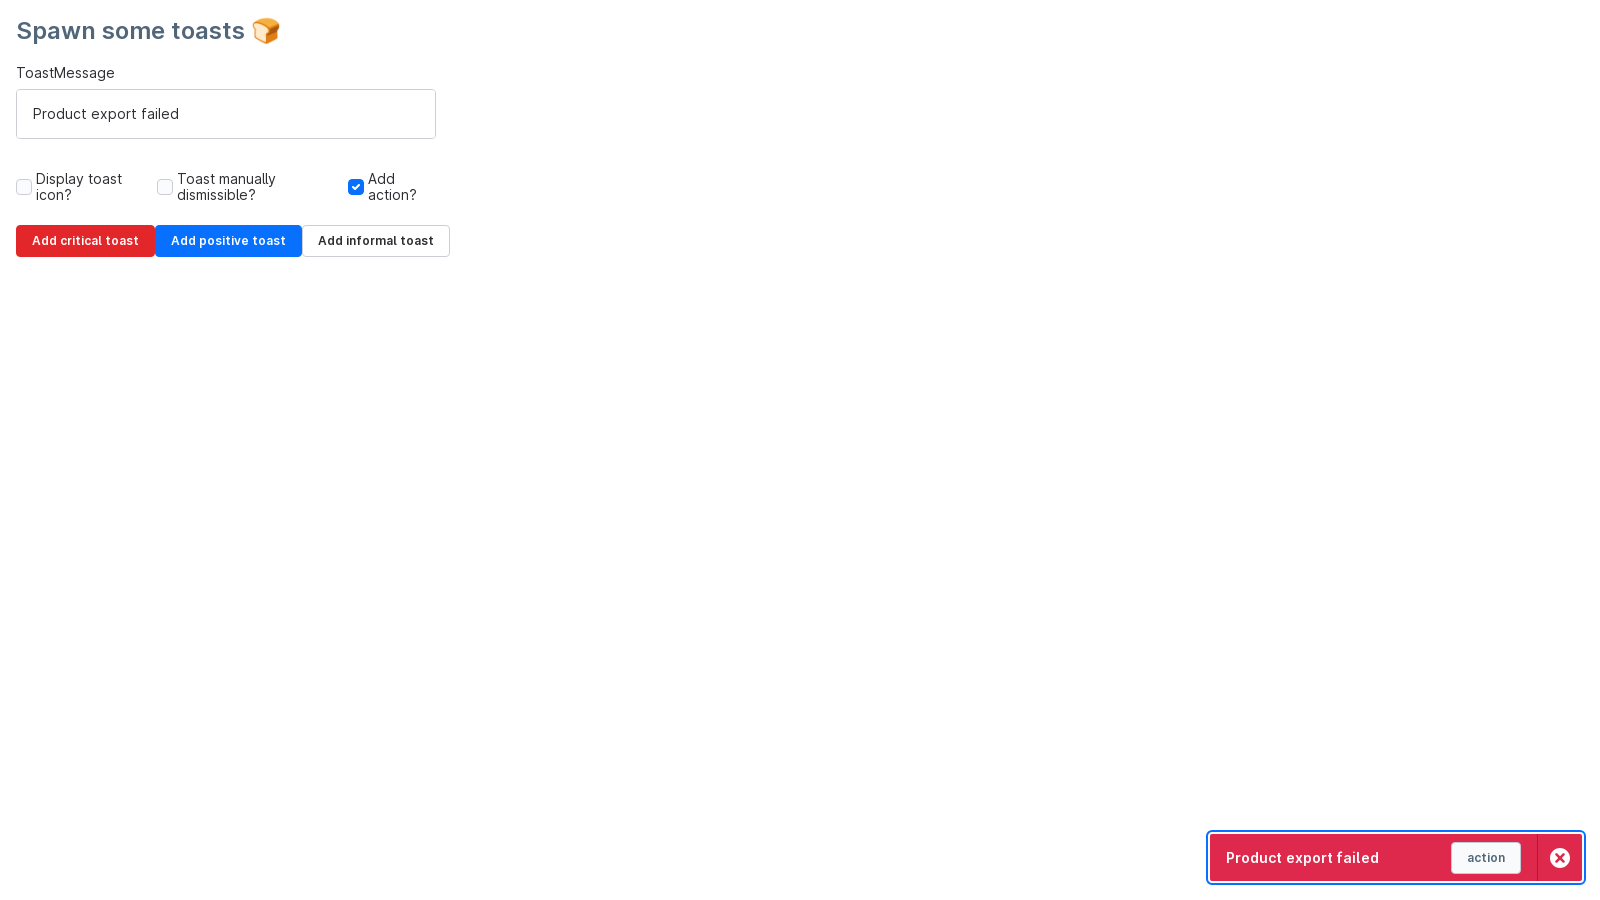 Spawn some toasts 🍞
ToastMessage
Product export failed
Display toast icon?
Toast manually dismissible?
Add action?
Add critical toast
Add positive toast
Add informal toast
Product export failed
action